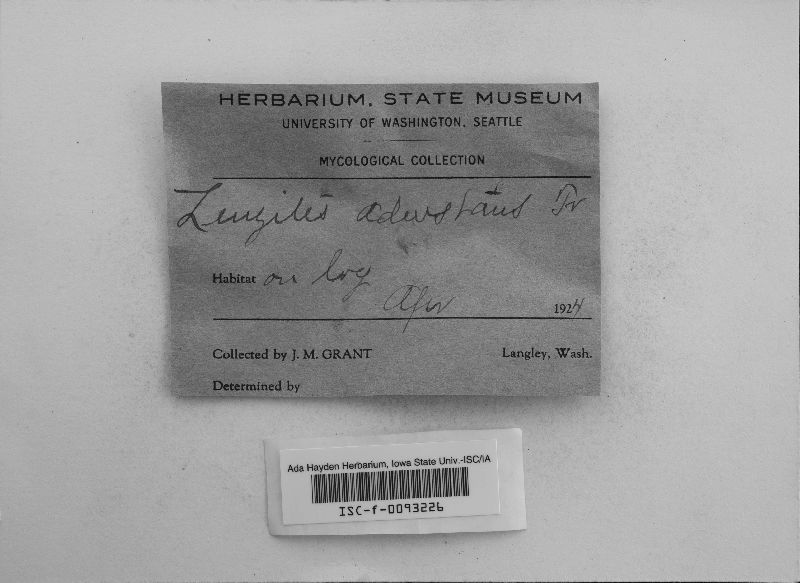 HERBARIUM, STATE MUSEUM
UNIVERSITY OF WASHINGTON, SEATTLE
MYCOLOGICAL COLLECTION
Lenzites Fr
Habitat on log
Apr 1924
Collected by J. M. GRANT Langley, Wash.
Determined by
Ada Hayden Herbarium, Iowa State Univ.-ISC/IA
ISC-f-0093226